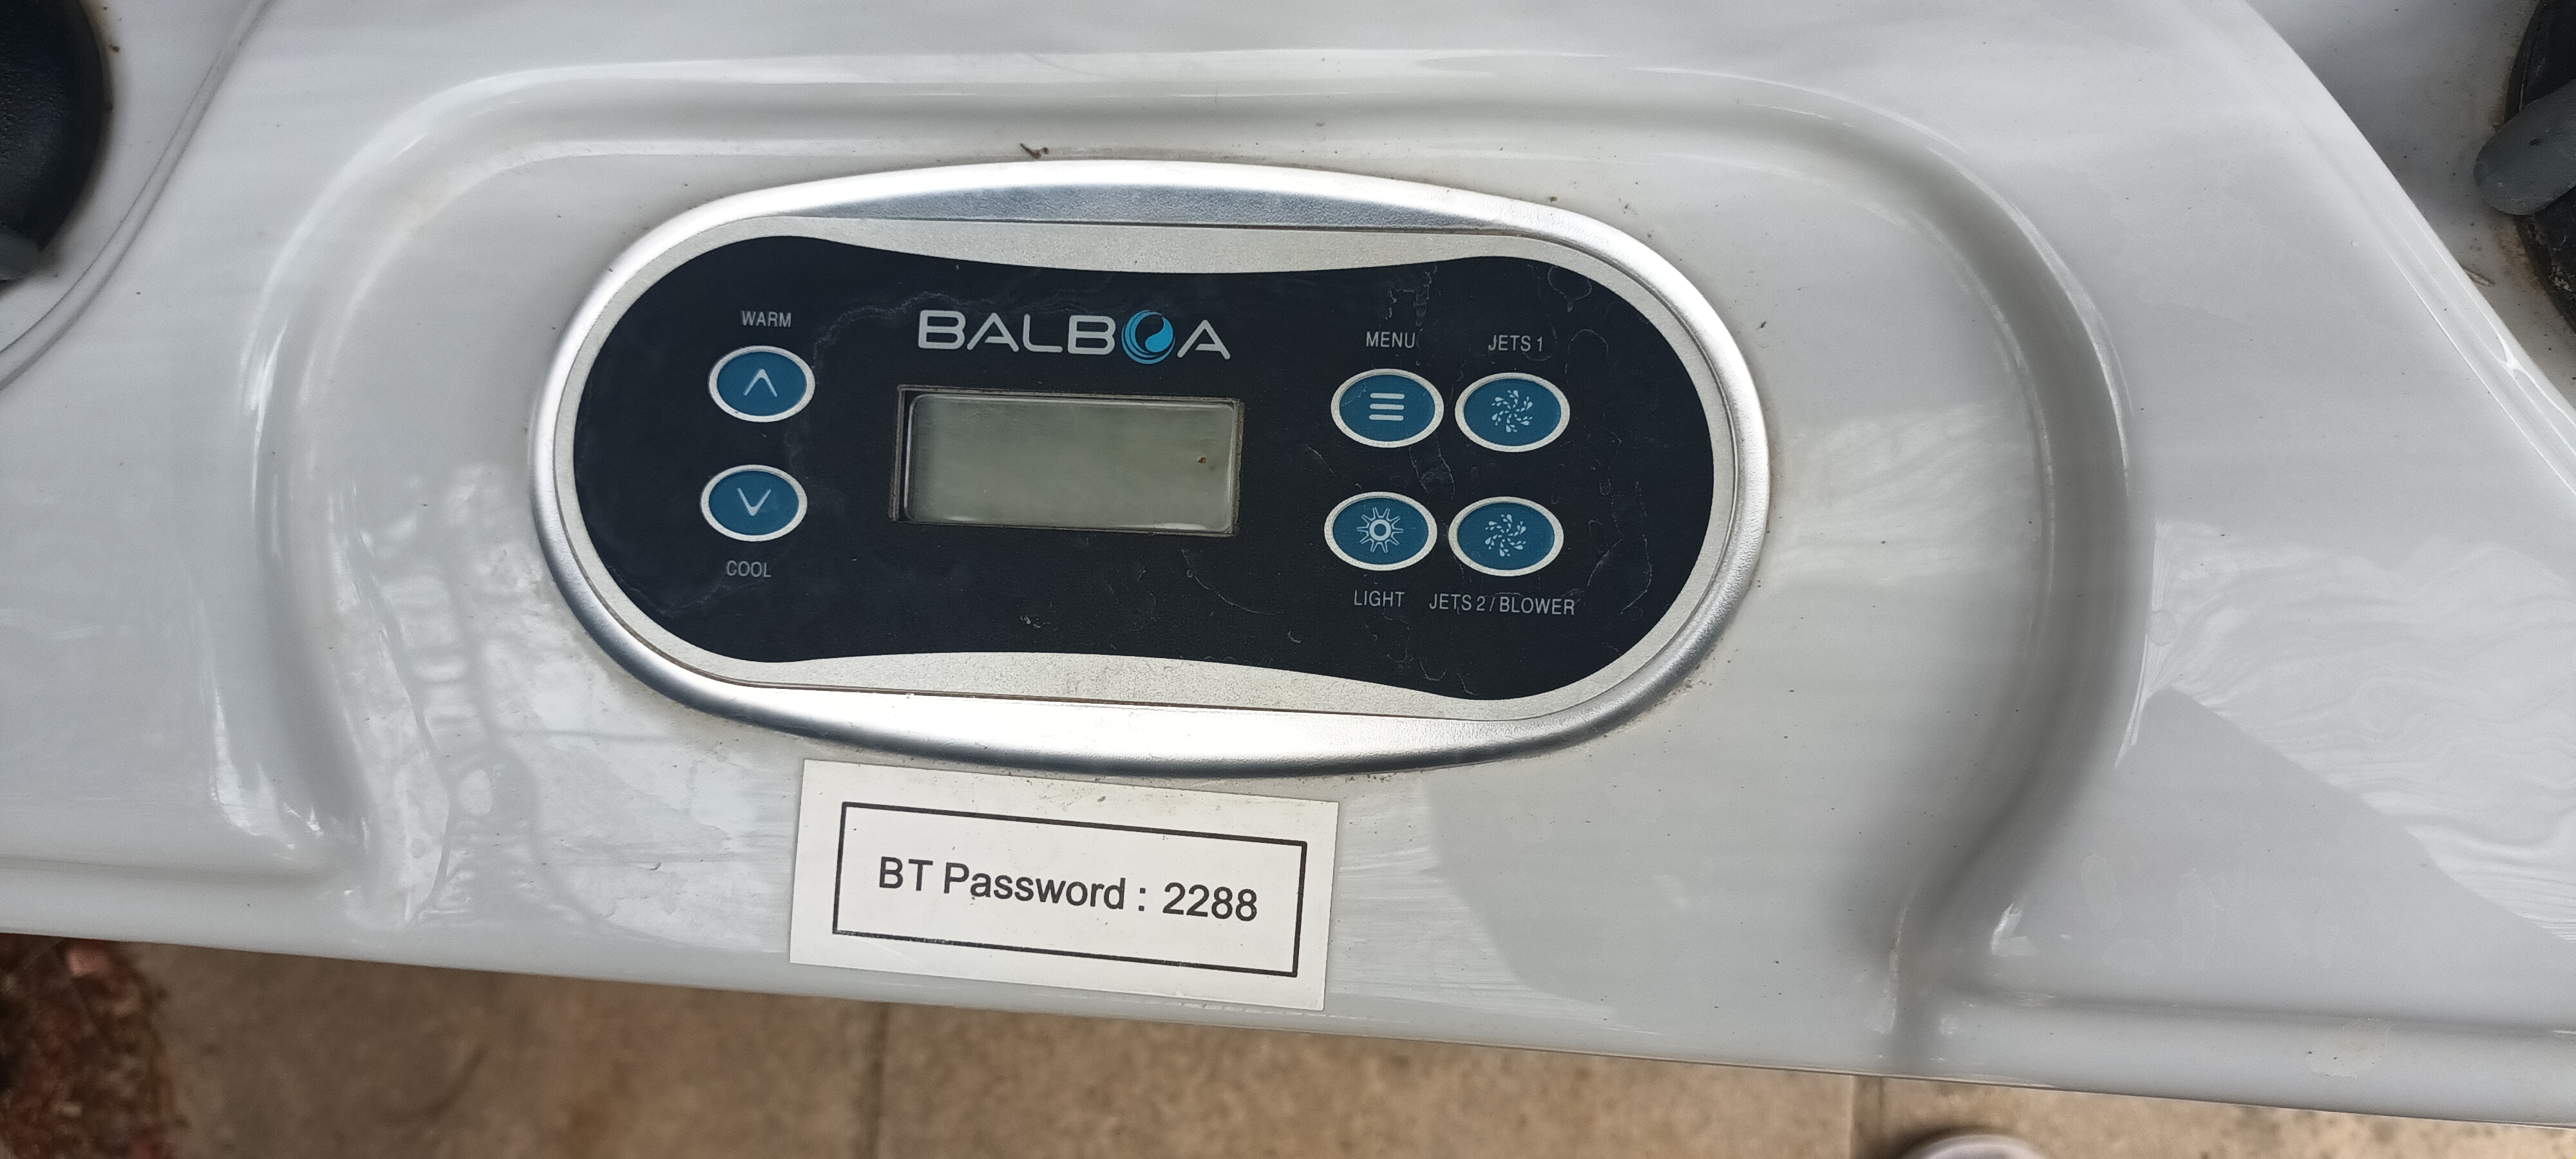 WARM
BALBOA
MENU
JETS 1
COOL
LIGHT
JETS 2 / BLOWER
BT Password : 2288